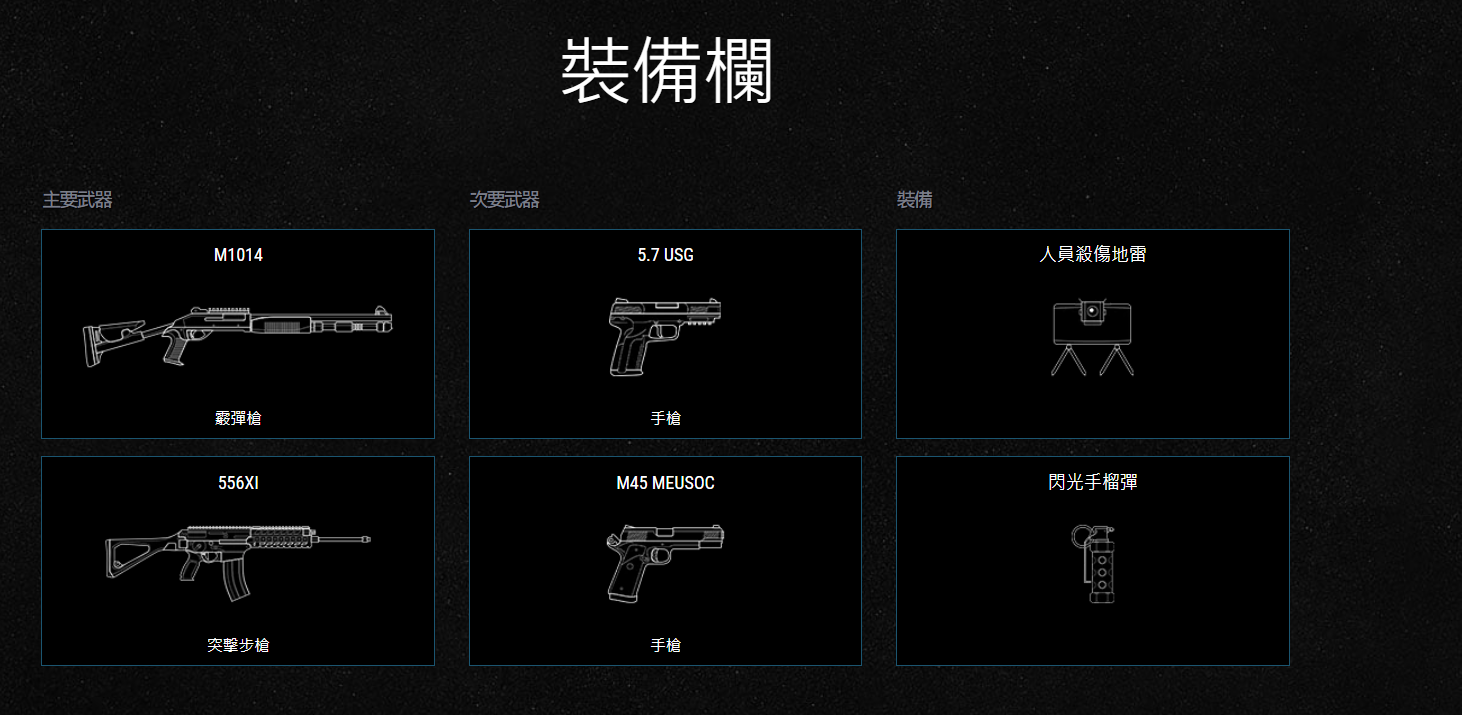 裝備欄
主要武器
次要武器
裝備
M1014
霰彈槍
5.7 USG
手槍
人員殺傷地雷
556XI
突擊步槍
M45 MEUSOC
手槍
閃光手榴彈